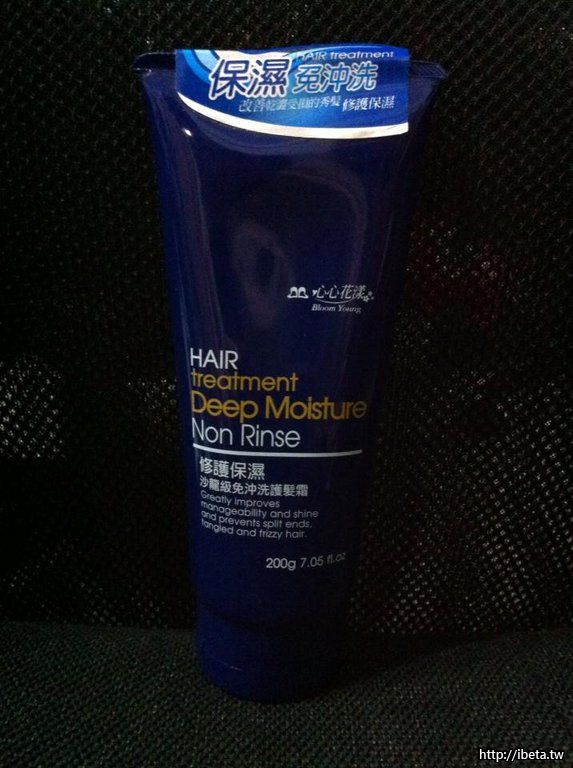 HAIR treatment
保濕 免沖洗
改善乾澀受損的秀髮 修護保濕
心心花漾
Bloom Young
HAIR
treatment
Deep Moisture
Non Rinse
修護保濕
沙龍級免沖洗護髮霜
Greatly improves
manageability and shine
and prevents split ends,
tangled and frizzy hair.
200g 7.05 fl.oz
http://ibeta.tw